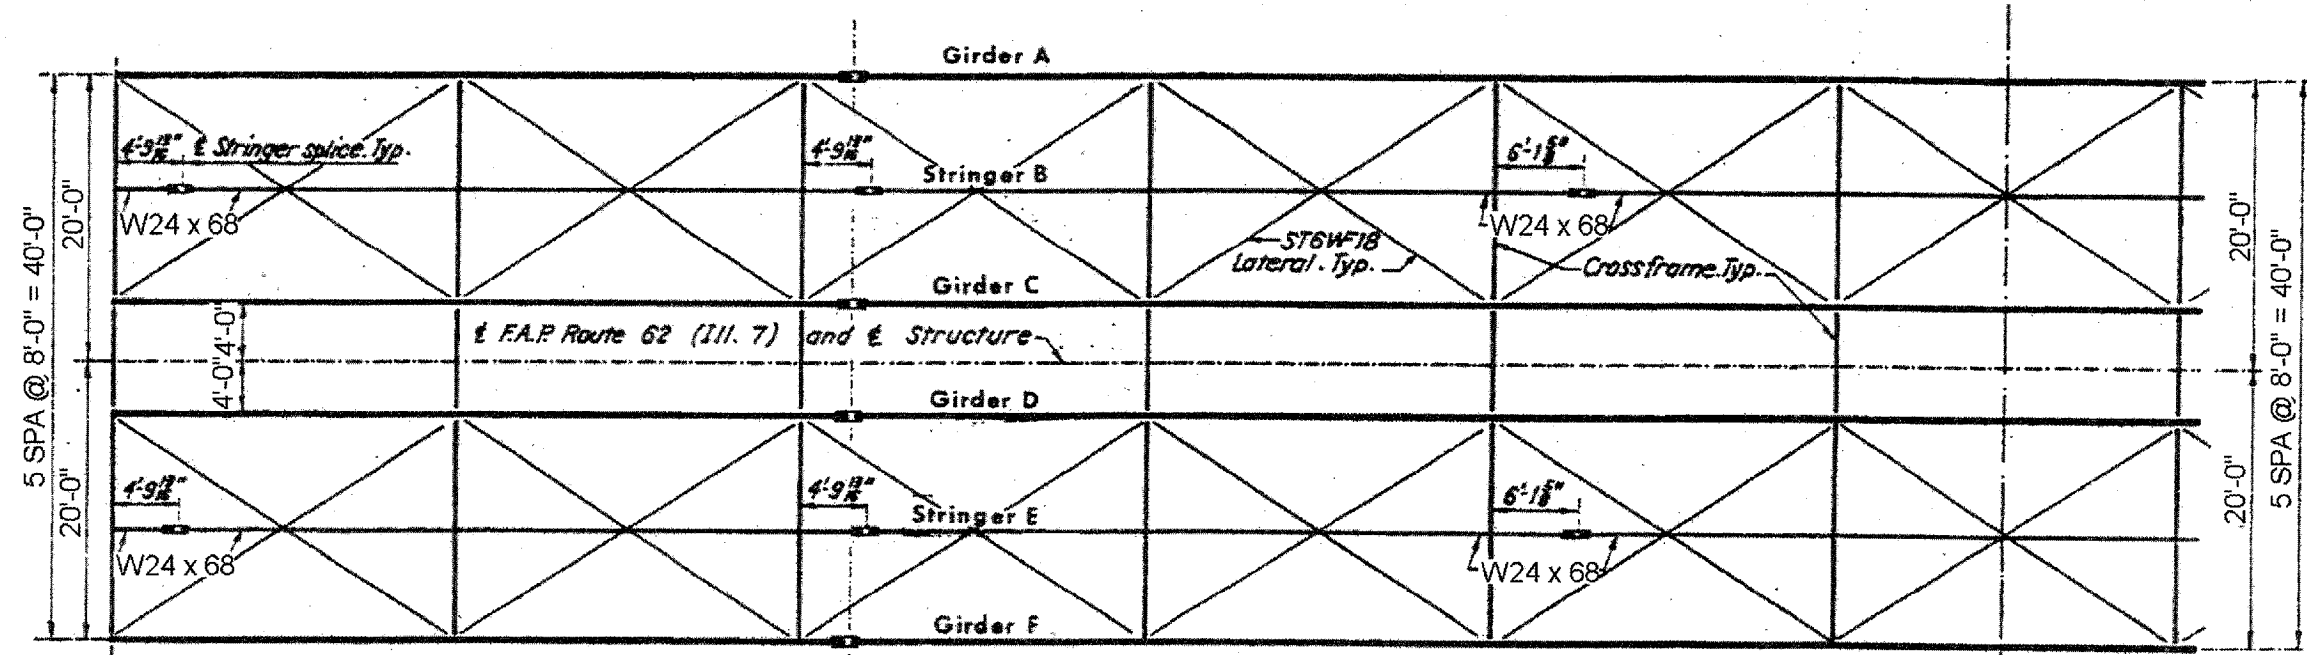 Girder A
4'-9 13/16" ℄ Stringer splice. Typ.
4'-9 13/16"
6'-1 5/8"
Stringer B
W24 x 68
W24 x 68
20'-0"
20'-0"
5 SPA @ 8'-0" = 40'-0"
5 SPA @ 8'-0" = 40'-0"
ST6WF18
Lateral. Typ.
Crossframe. Typ.
Girder C
4'-0"
4'-0"
℄ F.A.P. Route 62 (Ill. 7) and ℄ Structure
Girder D
4'-9 13/16"
4'-9 13/16"
6'-1 5/8"
Stringer E
20'-0"
20'-0"
W24 x 68
W24 x 68
Girder F